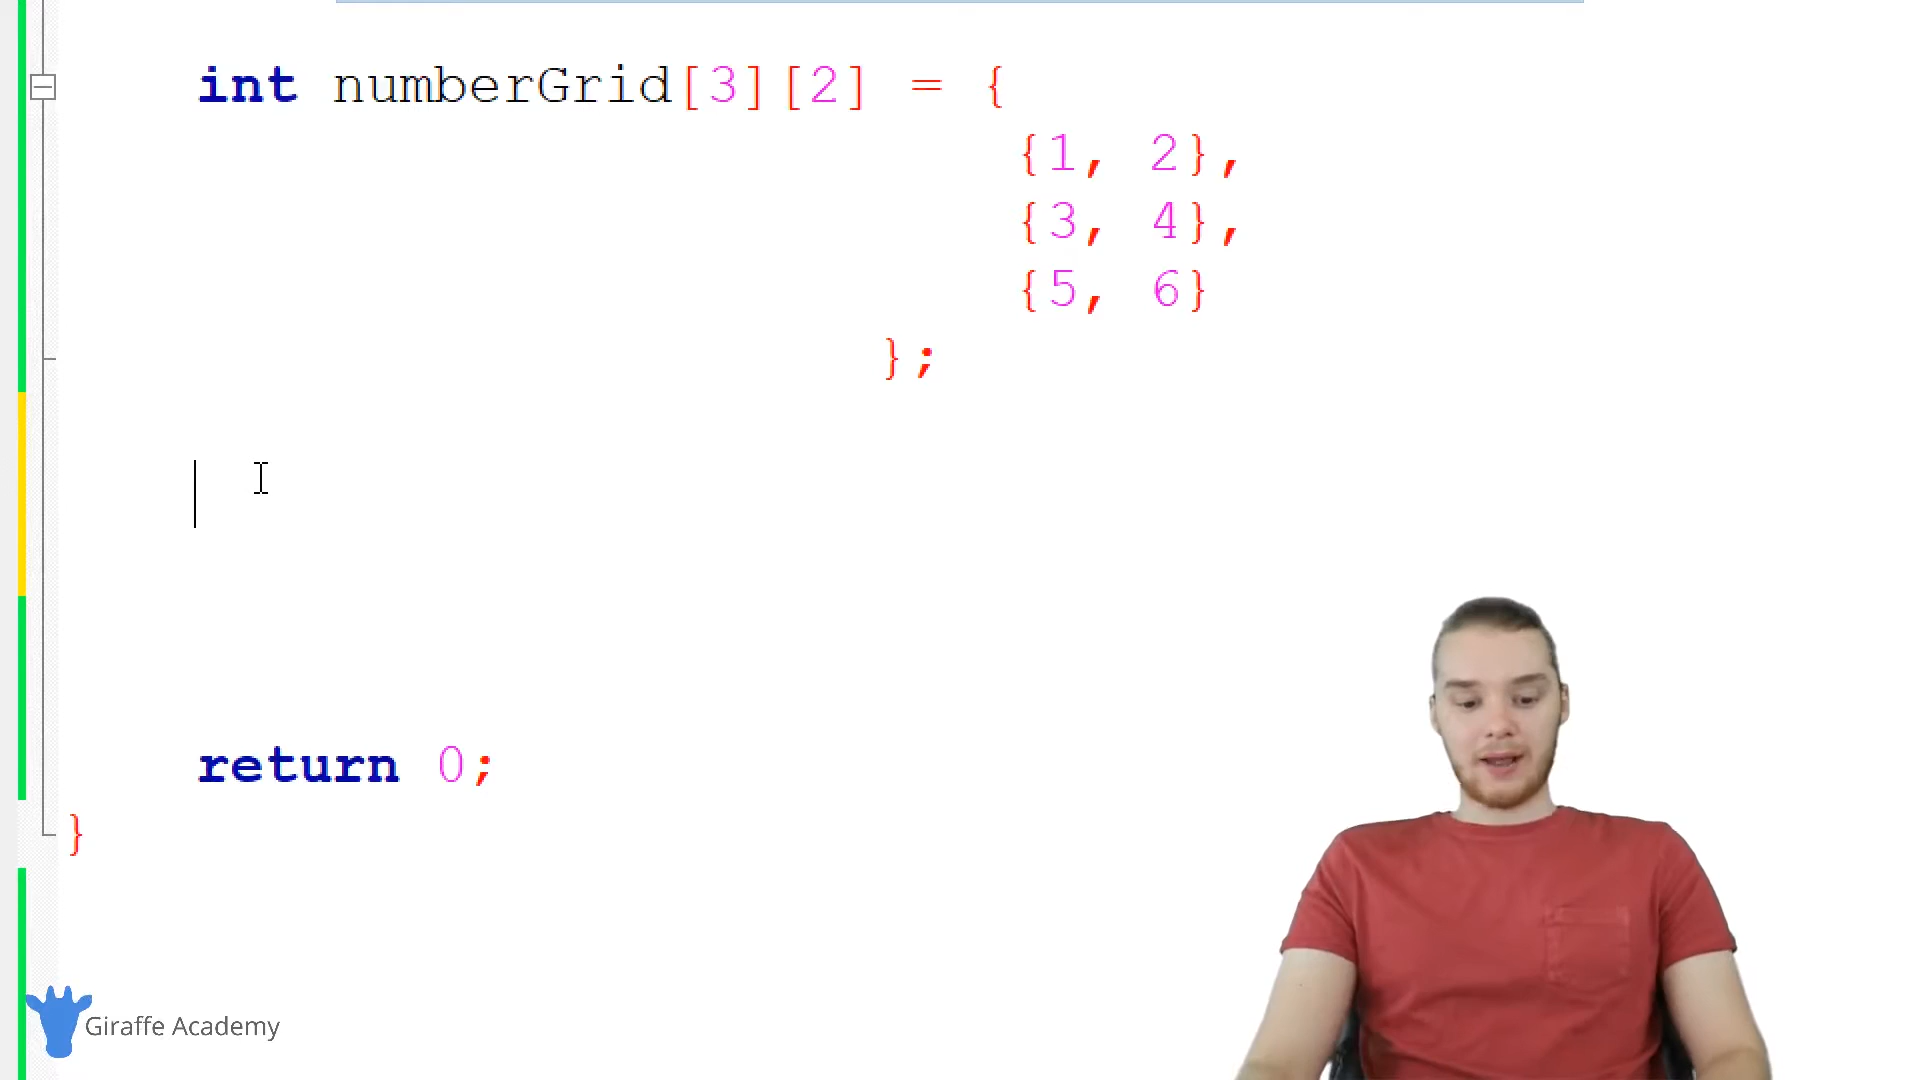 int numberGrid[3][2] = {
{1, 2},
{3, 4},
{5, 6}
};
return 0;
}
Giraffe Academy